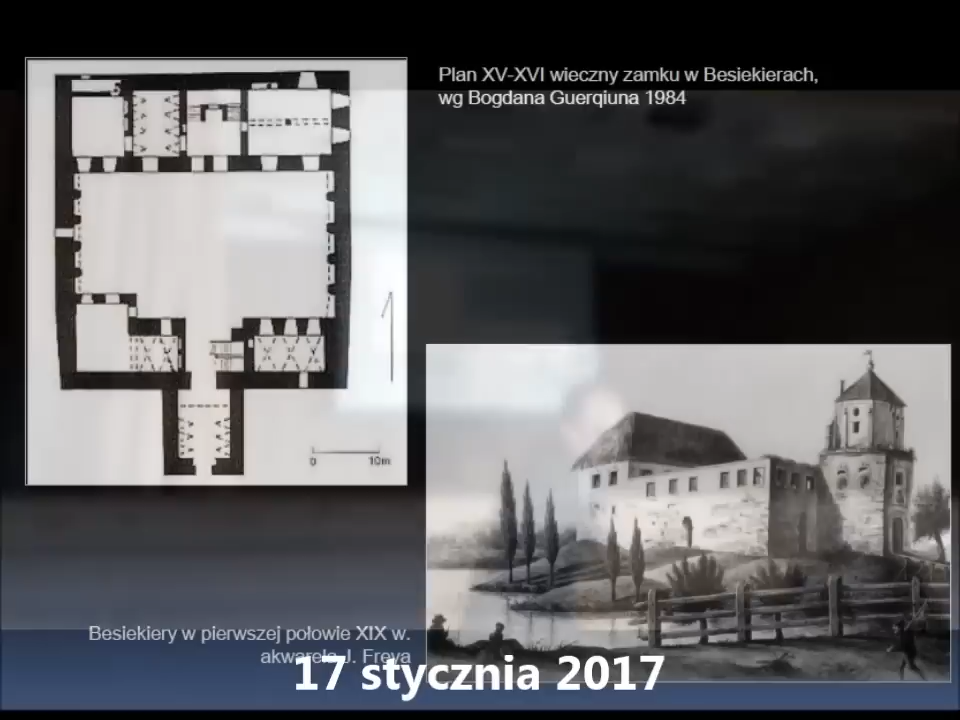 Plan XV-XVI wieczny zamku w Besiekierach,
wg Bogdana Guerqiuna 1984
0 10m
Besiekiery w pierwszej połowie XIX w.
akwarela J. Freya
17 stycznia 2017